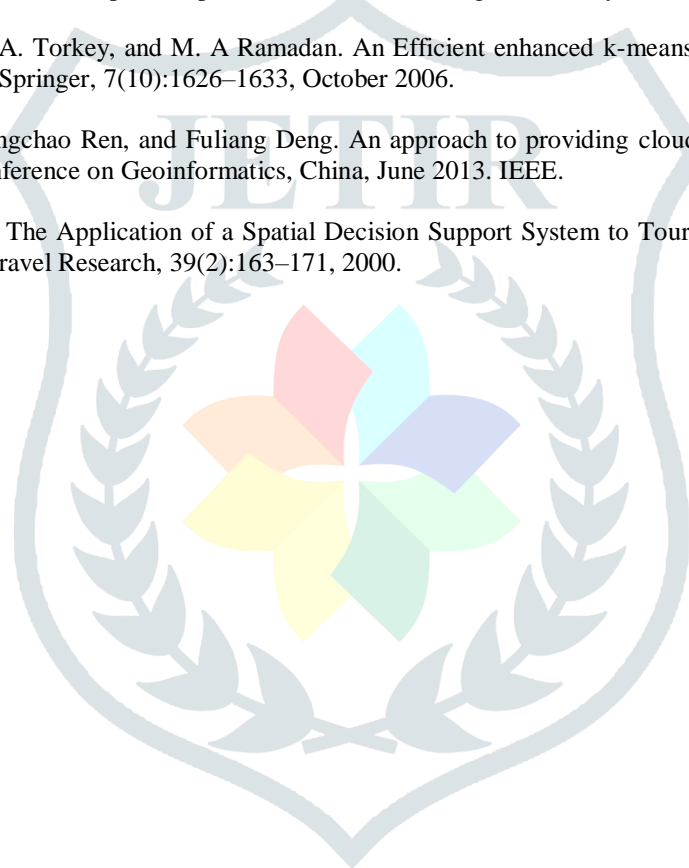 A. Torkey, and M. A Ramadan. An Efficient enhanced k-means
Springer, 7(10):1626–1633, October 2006.
ngchao Ren, and Fuliang Deng. An approach to providing cloud
nference on Geoinformatics, China, June 2013. IEEE.
The Application of a Spatial Decision Support System to Tour
ravel Research, 39(2):163–171, 2000.
JETIR